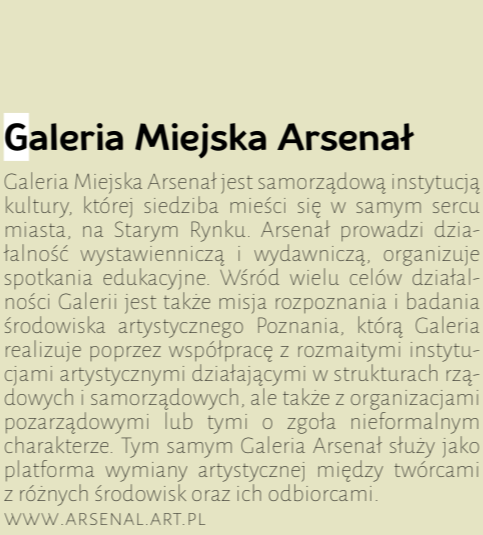 Galeria Miejska Arsenał
Galeria Miejska Arsenał jest samorządową instytucją
kultury, której siedziba mieści się w samym sercu
miasta, na Starym Rynku. Arsenał prowadzi dzia-
łalność wystawienniczą i wydawniczą, organizuje
spotkania edukacyjne. Wśród wielu celów działal-
ności Galerii jest także misja rozpoznania i badania
środowiska artystycznego Poznania, którą Galeria
realizuje poprzez współpracę z rozmaitymi instytu-
cjami artystycznymi działającymi w strukturach rzą-
dowych i samorządowych, ale także z organizacjami
pozarządowymi lub tymi o zgoła nieformalnym
charakterze. Tym samym Galeria Arsenał służy jako
platforma wymiany artystycznej między twórcami
z różnych środowisk oraz ich odbiorcami.
WWW.ARSENAL.ART.PL